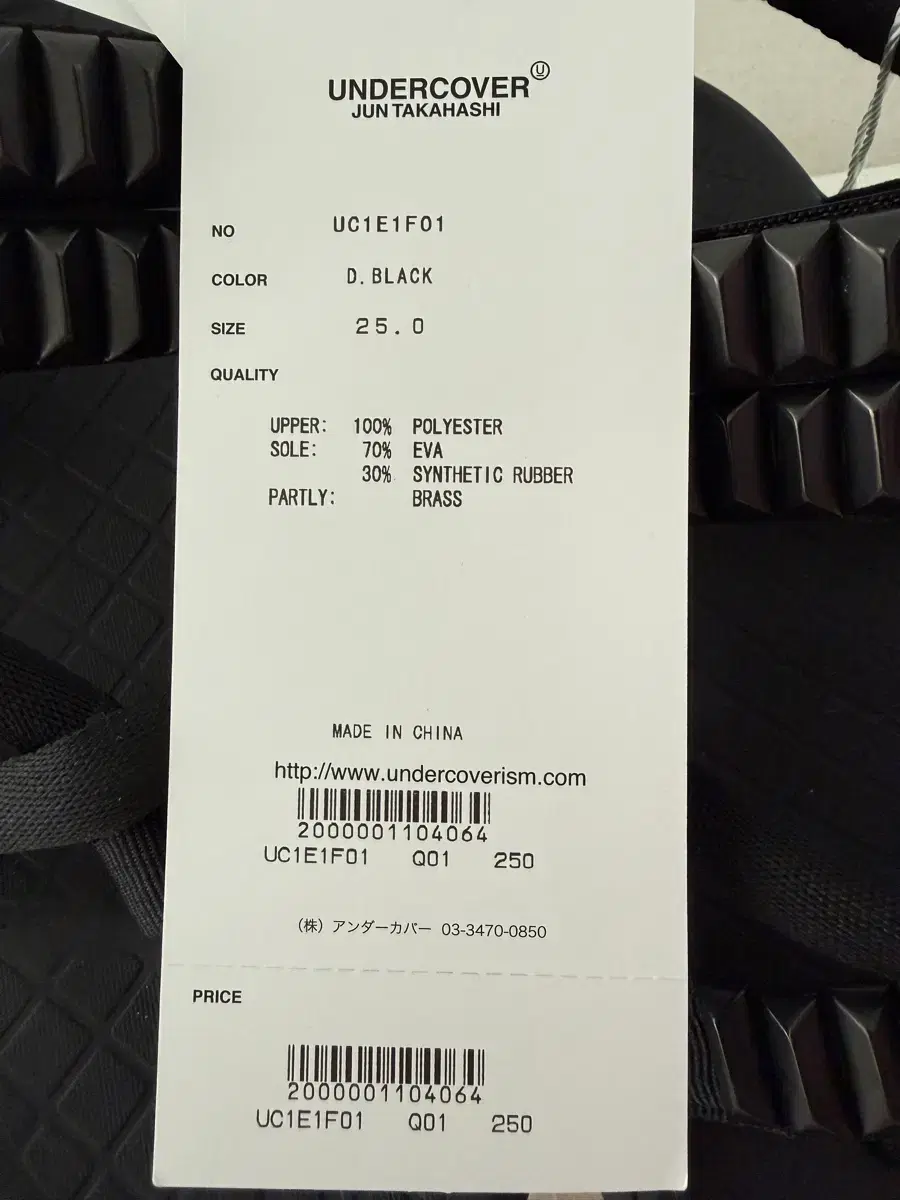 UNDERCOVER Ⓤ
JUN TAKAHASHI
NO UC1E1F01
COLOR D.BLACK
SIZE 25.0
QUALITY
UPPER: 100% POLYESTER
SOLE: 70% EVA
30% SYNTHETIC RUBBER
PARTLY: BRASS
MADE IN CHINA
http://www.undercoverism.com
2000001104064
UC1E1F01 Q01 250
（株）アンダーカバー 03-3470-0850
PRICE
2000001104064
UC1E1F01 Q01 250